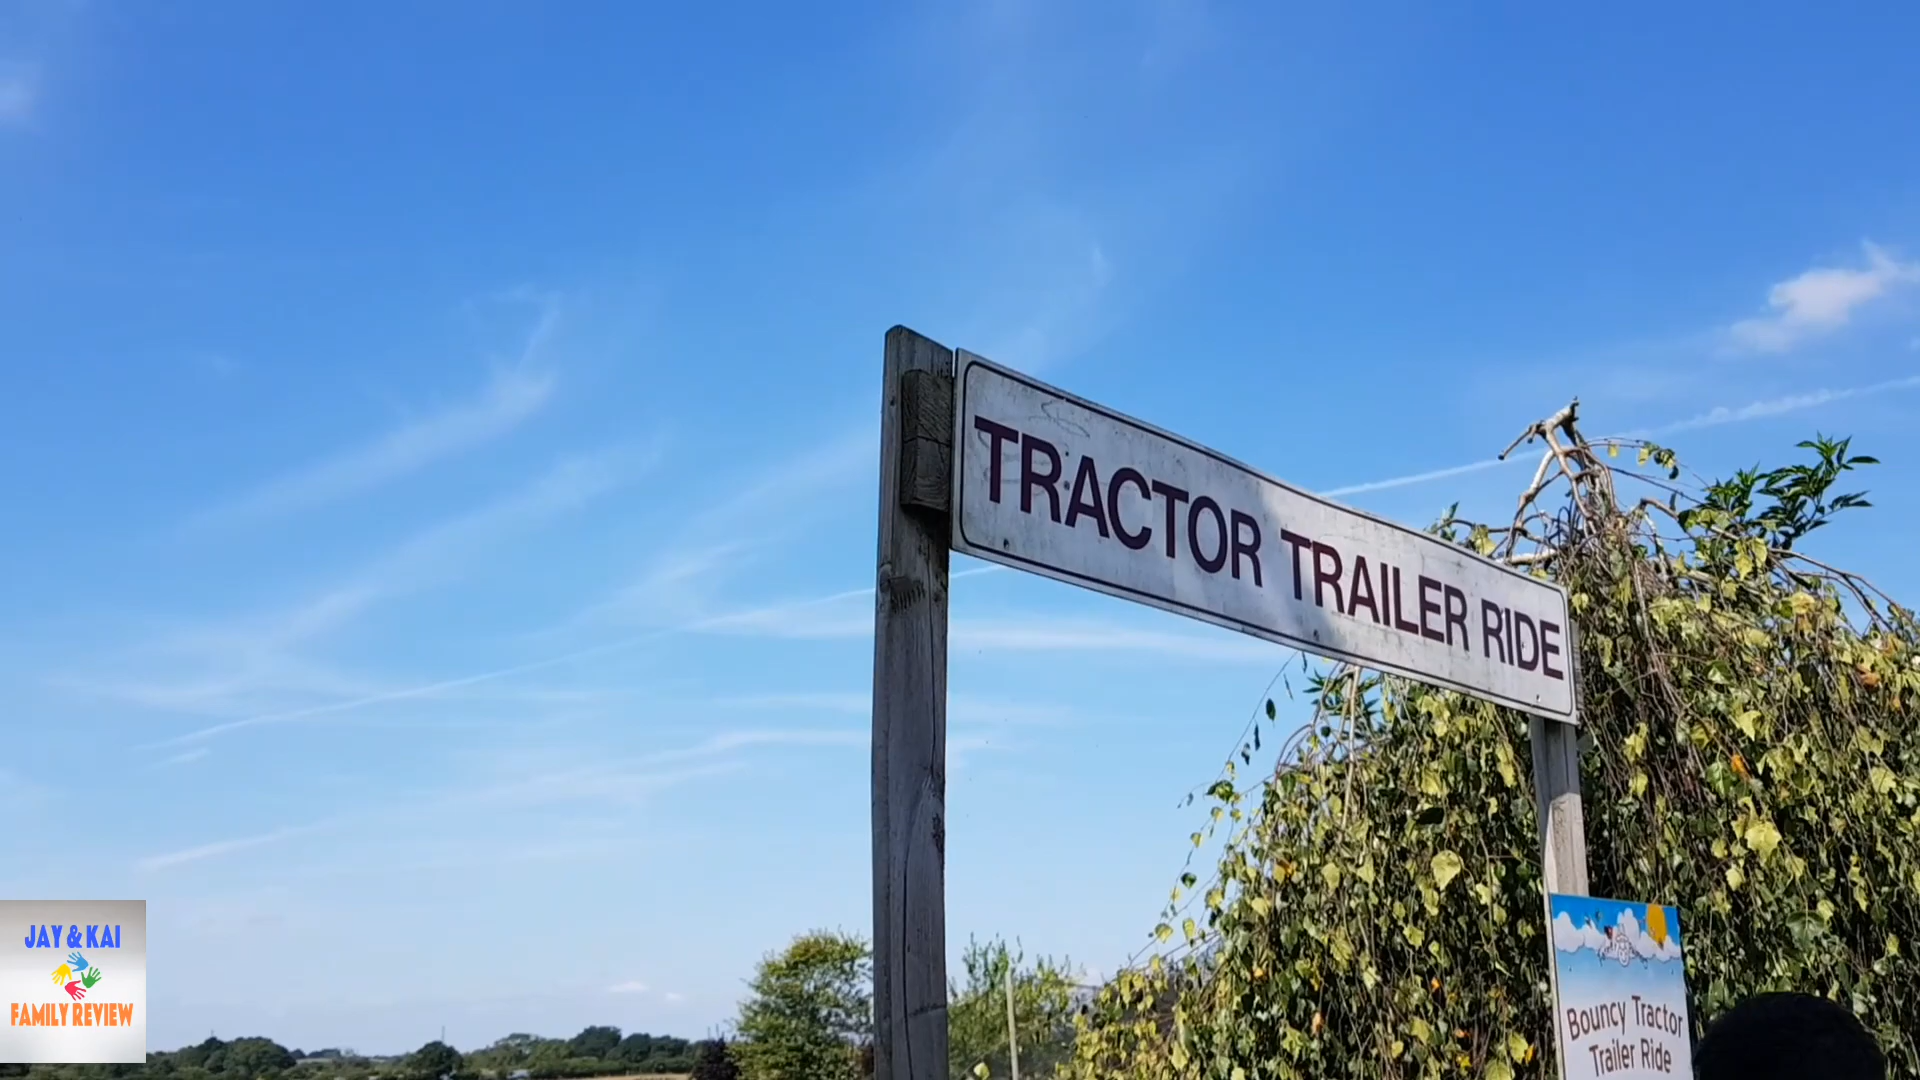 TRACTOR TRAILER RIDE
Bouncy Tractor
Trailer Ride
JAY & KAI
FAMILY REVIEW